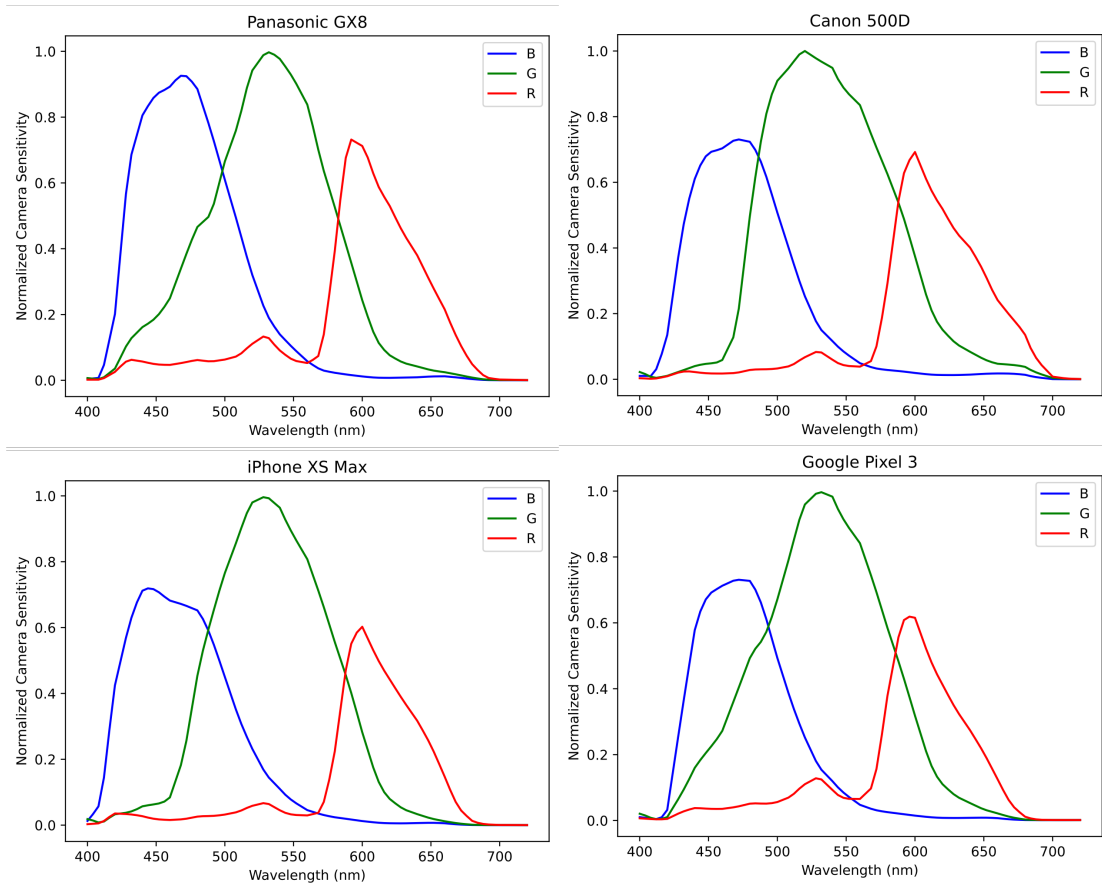 Panasonic GX8
Normalized Camera Sensitivity
1.0
0.8
0.6
0.4
0.2
0.0
B
G
R
400 450 500 550 600 650 700
Wavelength (nm)
Canon 500D
Normalized Camera Sensitivity
1.0
0.8
0.6
0.4
0.2
0.0
B
G
R
400 450 500 550 600 650 700
Wavelength (nm)
iPhone XS Max
Normalized Camera Sensitivity
1.0
0.8
0.6
0.4
0.2
0.0
B
G
R
400 450 500 550 600 650 700
Wavelength (nm)
Google Pixel 3
Normalized Camera Sensitivity
1.0
0.8
0.6
0.4
0.2
0.0
B
G
R
400 450 500 550 600 650 700
Wavelength (nm)